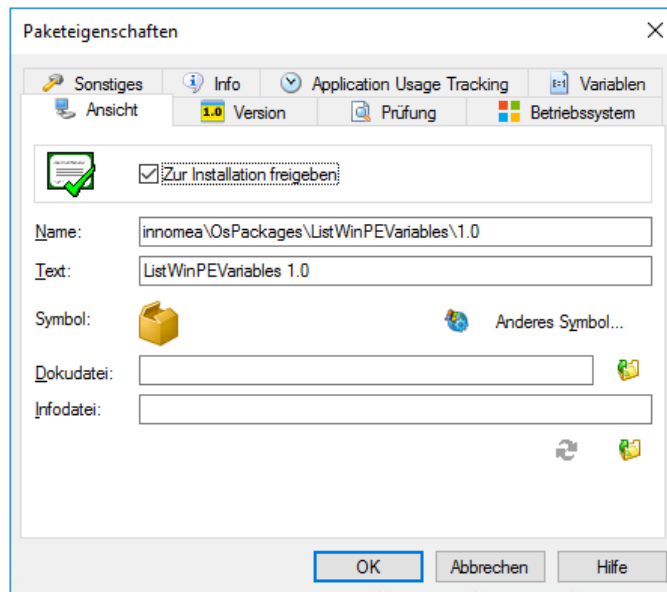 Paketeigenschaften
Sonstiges Info Application Usage Tracking Variablen
Ansicht 1.0 Version Prüfung Betriebssystem
Zur Installation freigeben
Name: innomea\OsPackages\ListWinPEVariables\1.0
Text: ListWinPEVariables 1.0
Symbol: Anderes Symbol...
Dokudatei:
Infodatei:
OK Abbrechen Hilfe